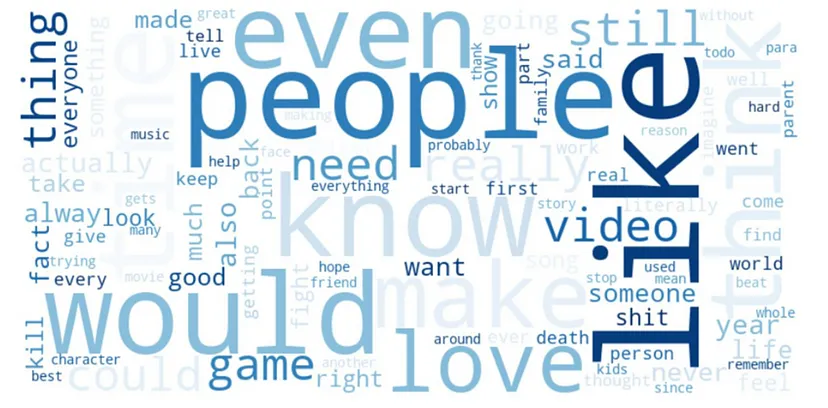 thing
everyone
something
time
made
great
tell
live
even
going
still
without
todo
para
people
thank
show
part
said
family
like
think
imagine
well
hard
parent
music
making
actually
take
help
face
keep
back
point
need
probably
really
work
reason
went
everything
start
first
real
literally
come
always
look
gets
many
give
fact
much
also
know
story
video
find
trying
every
movie
good
getting
hope
friend
fight
want
song
make
stop
used
mean
someone
world
beat
would
kill
character
best
could
game
another
right
around
ever
death
love
shit
person
kids
thought
since
never
year
whole
life
remember
feel